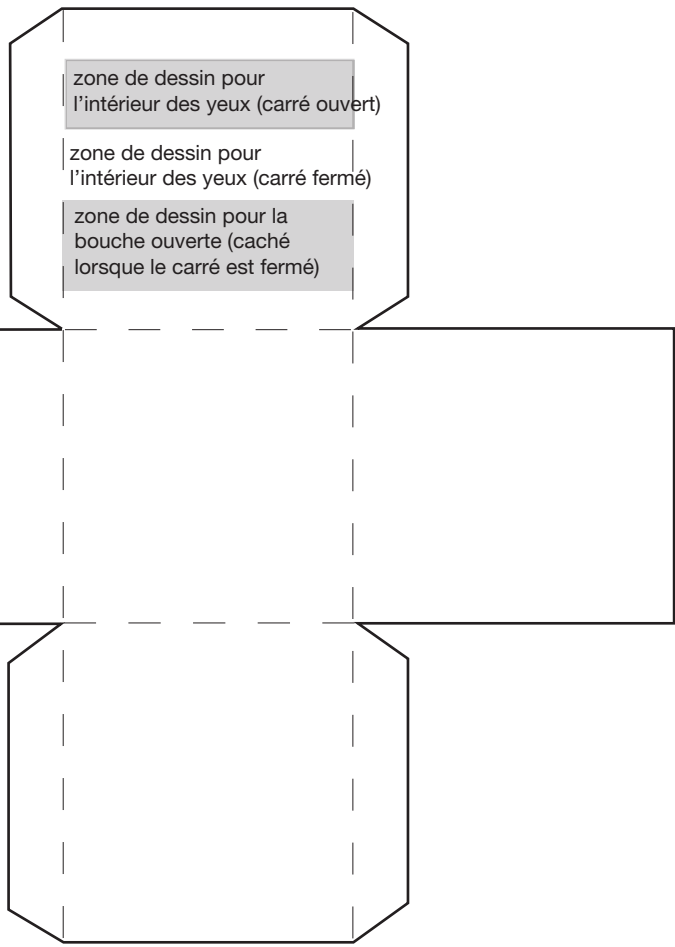 zone de dessin pour
l'intérieur des yeux (carré ouvert)
zone de dessin pour
l'intérieur des yeux (carré fermé)
zone de dessin pour la
bouche ouverte (caché
lorsque le carré est fermé)